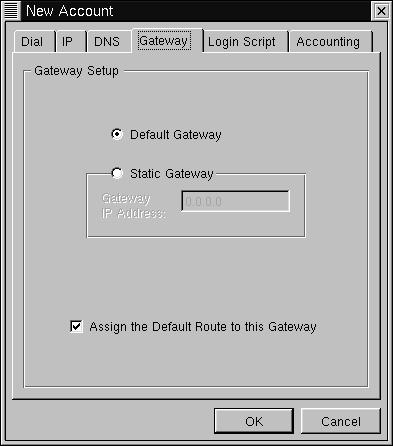 New Account
Dial IP DNS Gateway Login Script Accounting
Gateway Setup
Default Gateway
Static Gateway
Gateway
IP Address:
0.0.0.0
Assign the Default Route to this Gateway
OK Cancel